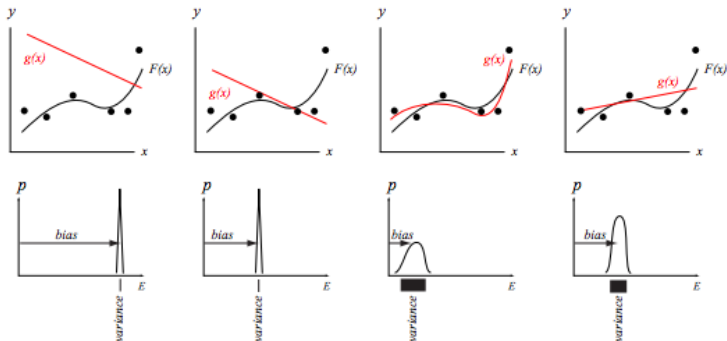 y
g(x)
F(x)
x
y
g(x)
F(x)
x
y
g(x)
F(x)
x
y
g(x)
F(x)
x
p
bias
E
variance
p
bias
E
variance
p
bias
E
variance
p
bias
E
variance